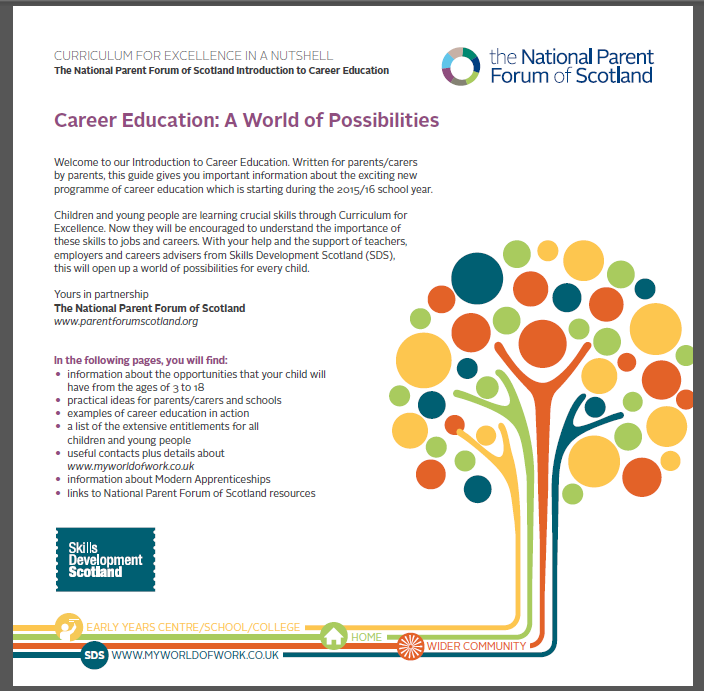 CURRICULUM FOR EXCELLENCE IN A NUTSHELL
The National Parent Forum of Scotland Introduction to Career Education
the National Parent
Forum of Scotland
Career Education: A World of Possibilities
Welcome to our Introduction to Career Education. Written for parents/carers
by parents, this guide gives you important information about the exciting new
programme of career education which is starting during the 2015/16 school year.
Children and young people are learning crucial skills through Curriculum for
Excellence. Now they will be encouraged to understand the importance of
these skills to jobs and careers. With your help and the support of teachers,
employers and careers advisers from Skills Development Scotland (SDS),
this will open up a world of possibilities for every child.
Yours in partnership
The National Parent Forum of Scotland
www.parentforumscotland.org
In the following pages, you will find:
• information about the opportunities that your child will
have from the ages of 3 to 18
• practical ideas for parents/carers and schools
• examples of career education in action
• a list of the extensive entitlements for all
children and young people
• useful contacts plus details about
www.myworldofwork.co.uk
• information about Modern Apprenticeships
• links to National Parent Forum of Scotland resources
Skills
Development
Scotland
EARLY YEARS CENTRE/SCHOOL/COLLEGE
HOME
WIDER COMMUNITY
SDS WWW.MYWORLDOFWORK.CO.UK